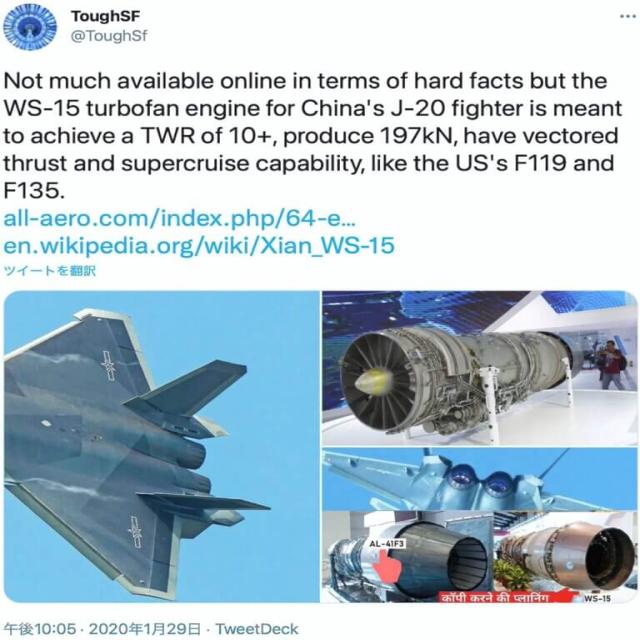 ToughSF
@ToughSf
Not much available online in terms of hard facts but the
WS-15 turbofan engine for China's J-20 fighter is meant
to achieve a TWR of 10+, produce 197kN, have vectored
thrust and supercruise capability, like the US's F119 and
F135.
all-aero.com/index.php/64-e…
en.wikipedia.org/wiki/Xian_WS-15
ツイートを翻訳
AL-41F3
कॉपी करने की प्लानिंग
WS-15
午後10:05 · 2020年1月29日 · TweetDeck